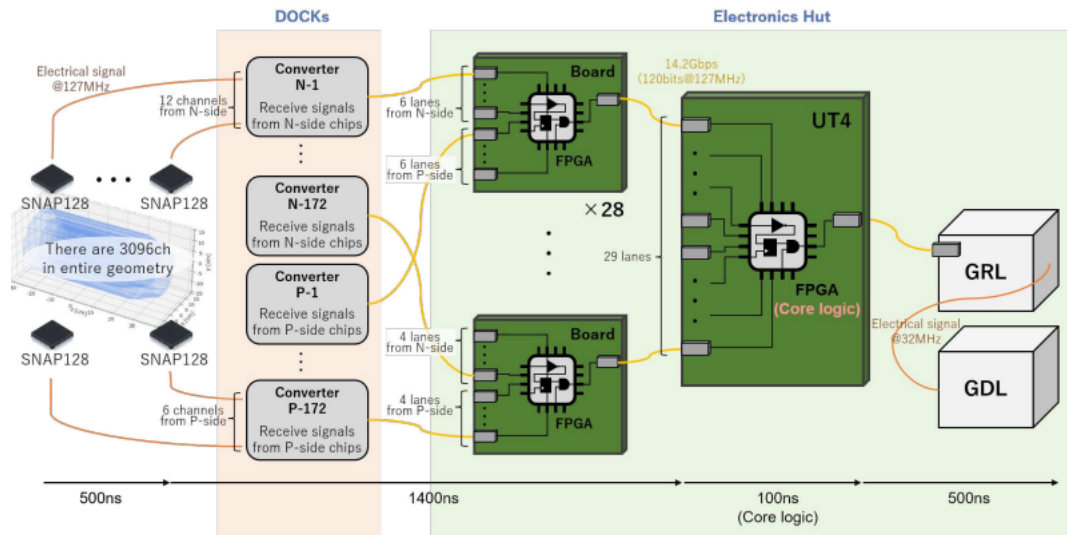 DOCKs
Electronics Hut
Electrical signal
@127MHz
12 channels
from N-side
Converter
N-1
Receive signals
from N-side chips
Converter
N-172
Receive signals
from N-side chips
Converter
P-1
Receive signals
from P-side chips
Converter
P-172
Receive signals
from P-side chips
SNAP128
SNAP128
There are 3096ch
in entire geometry
SNAP128
SNAP128
6 channels
from P-side
Board
6 lanes
from N-side
6 lanes
from P-side
FPGA
×28
4 lanes
from N-side
4 lanes
from P-side
Board
FPGA
14.2Gbps
(120bits@127MHz)
UT4
29 lanes
FPGA
(Core logic)
GRL
Electrical signal
@32MHz
GDL
500ns
1400ns
100ns
(Core logic)
500ns